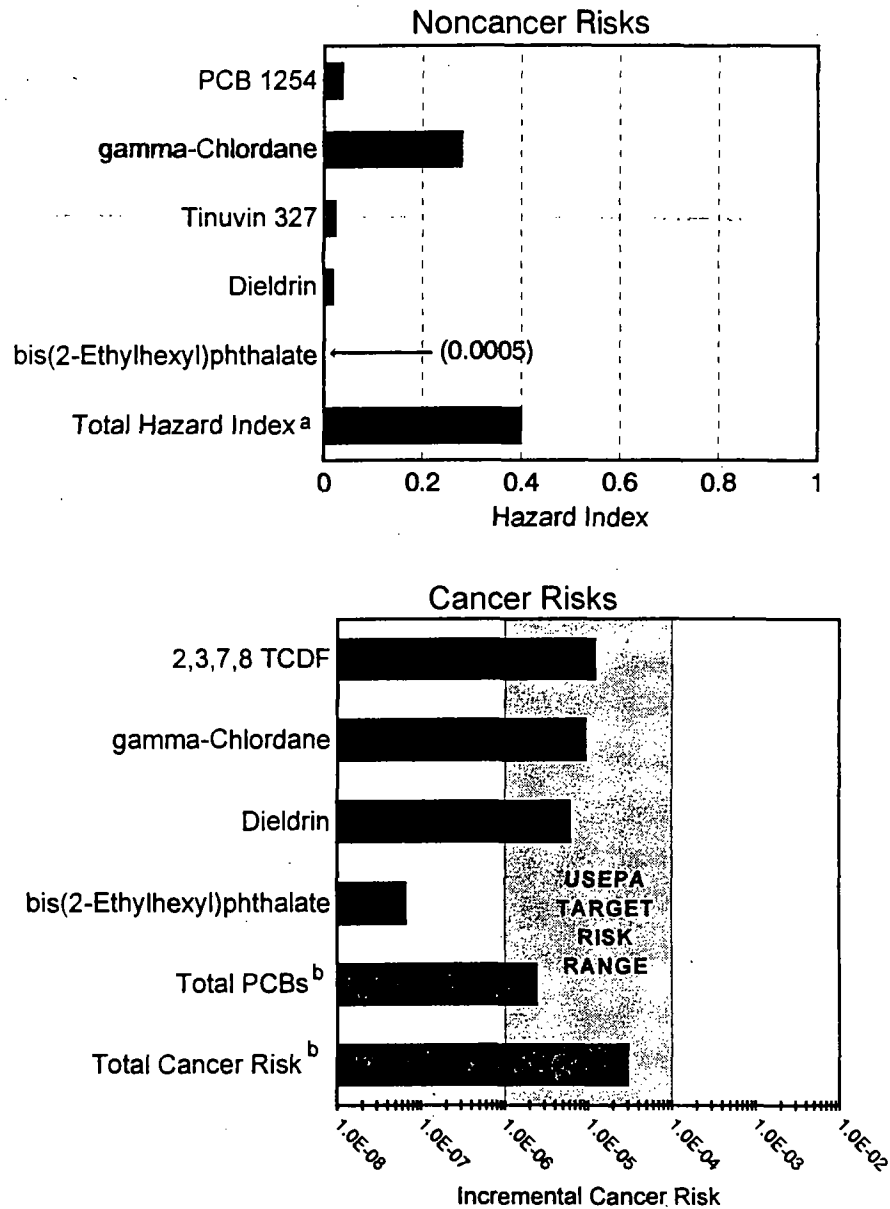 Noncancer Risks
PCB 1254
gamma-Chlordane
Tinuvin 327
Dieldrin
bis(2-Ethylhexyl)phthalate
(0.0005)
Total Hazard Index a
0 0.2 0.4 0.6 0.8 1
Hazard Index
Cancer Risks
2,3,7,8 TCDF
gamma-Chlordane
Dieldrin
bis(2-Ethylhexyl)phthalate
USEPA
TARGET
RISK
RANGE
Total PCBs b
Total Cancer Risk b
1.0E-08 1.0E-07 1.0E-06 1.0E-05 1.0E-04 1.0E-03 1.0E-02
Incremental Cancer Risk